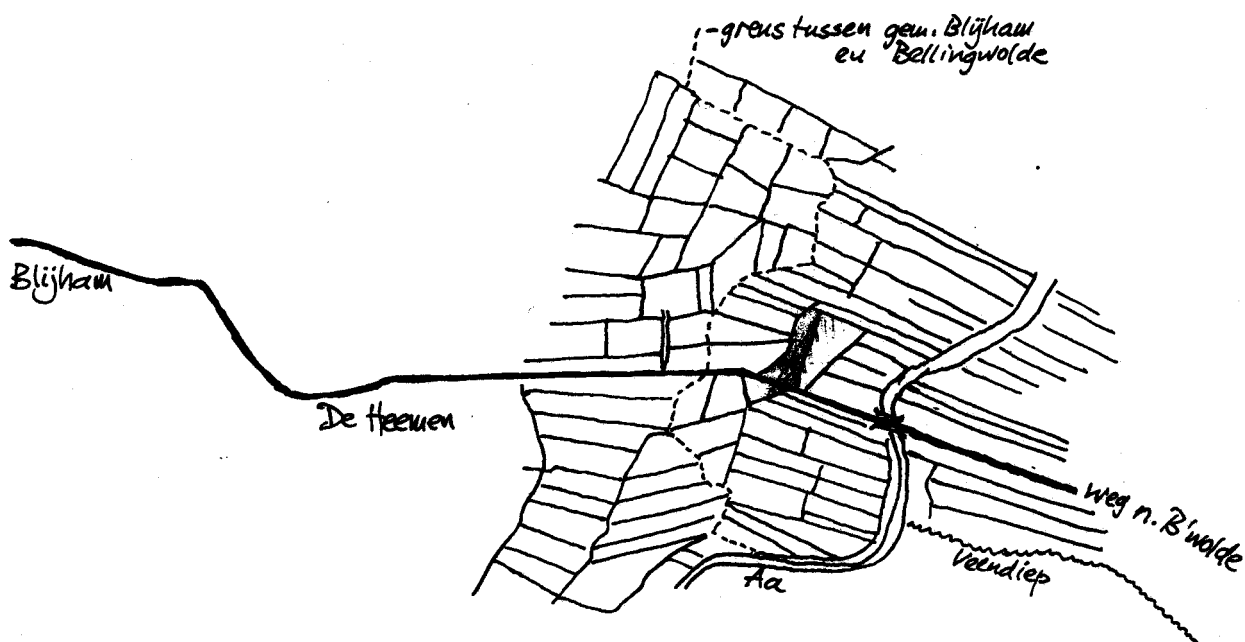 grens tussen gem. Blijham
en Bellingwolde
Blijham
De Heemen
weg n. B'wolde
Veendiep
Aa